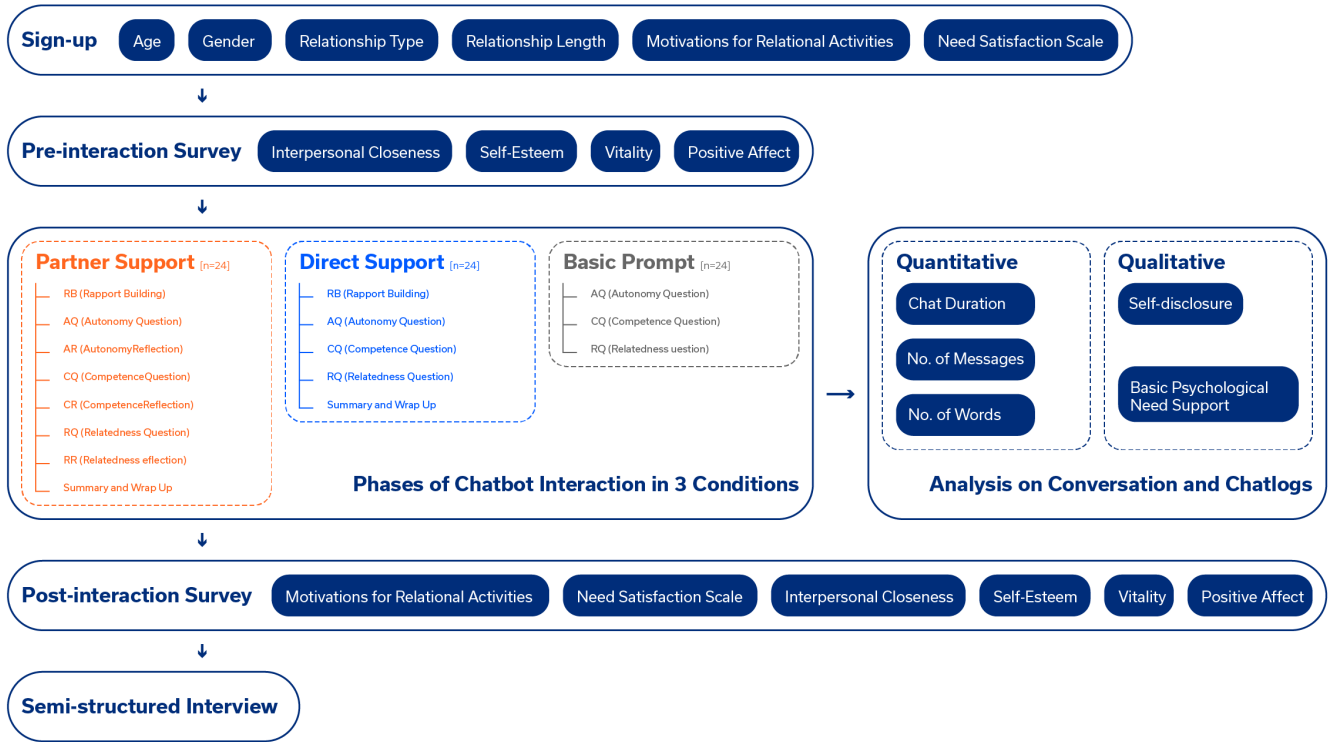 Sign-up
Age
Gender
Relationship Type
Relationship Length
Motivations for Relational Activities
Need Satisfaction Scale
Pre-interaction Survey
Interpersonal Closeness
Self-Esteem
Vitality
Positive Affect
Partner Support [n=24]
RB (Rapport Building)
AQ (Autonomy Question)
AR (AutonomyReflection)
CQ (CompetenceQuestion)
CR (CompetenceReflection)
RQ (Relatedness Question)
RR (Relatedness eflection)
Summary and Wrap Up
Direct Support [n=24]
RB (Rapport Building)
AQ (Autonomy Question)
CQ (Competence Question)
RQ (Relatedness Question)
Summary and Wrap Up
Basic Prompt [n=24]
AQ (Autonomy Question)
CQ (Competence Question)
RQ (Relatedness uestion)
Phases of Chatbot Interaction in 3 Conditions
Quantitative
Chat Duration
No. of Messages
No. of Words
Qualitative
Self-disclosure
Basic Psychological
Need Support
Analysis on Conversation and Chatlogs
Post-interaction Survey
Motivations for Relational Activities
Need Satisfaction Scale
Interpersonal Closeness
Self-Esteem
Vitality
Positive Affect
Semi-structured Interview